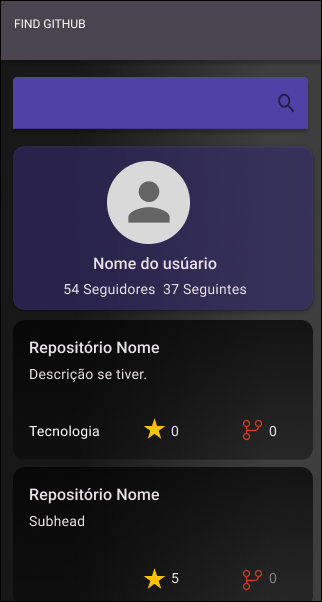 FIND GITHUB
Nome do usúario
54 Seguidores 37 Seguintes
Repositório Nome
Descrição se tiver.
Tecnologia 0 0
Repositório Nome
Subhead
5 0